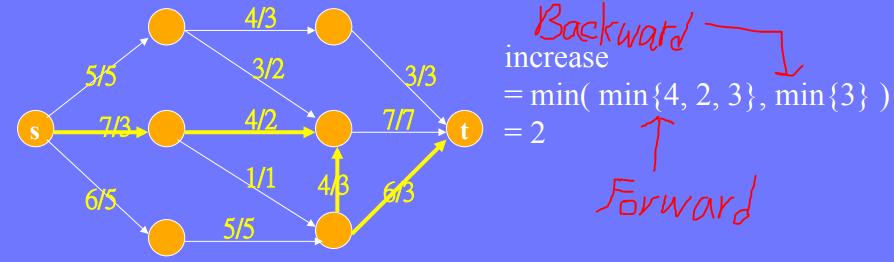 4/3
Backward
increase
5/5
3/2
3/3
= min( min{4, 2, 3}, min{3} )
s
7/3
4/2
7/7
t
= 2
6/5
1/1
4/3
6/3
Forward
5/5